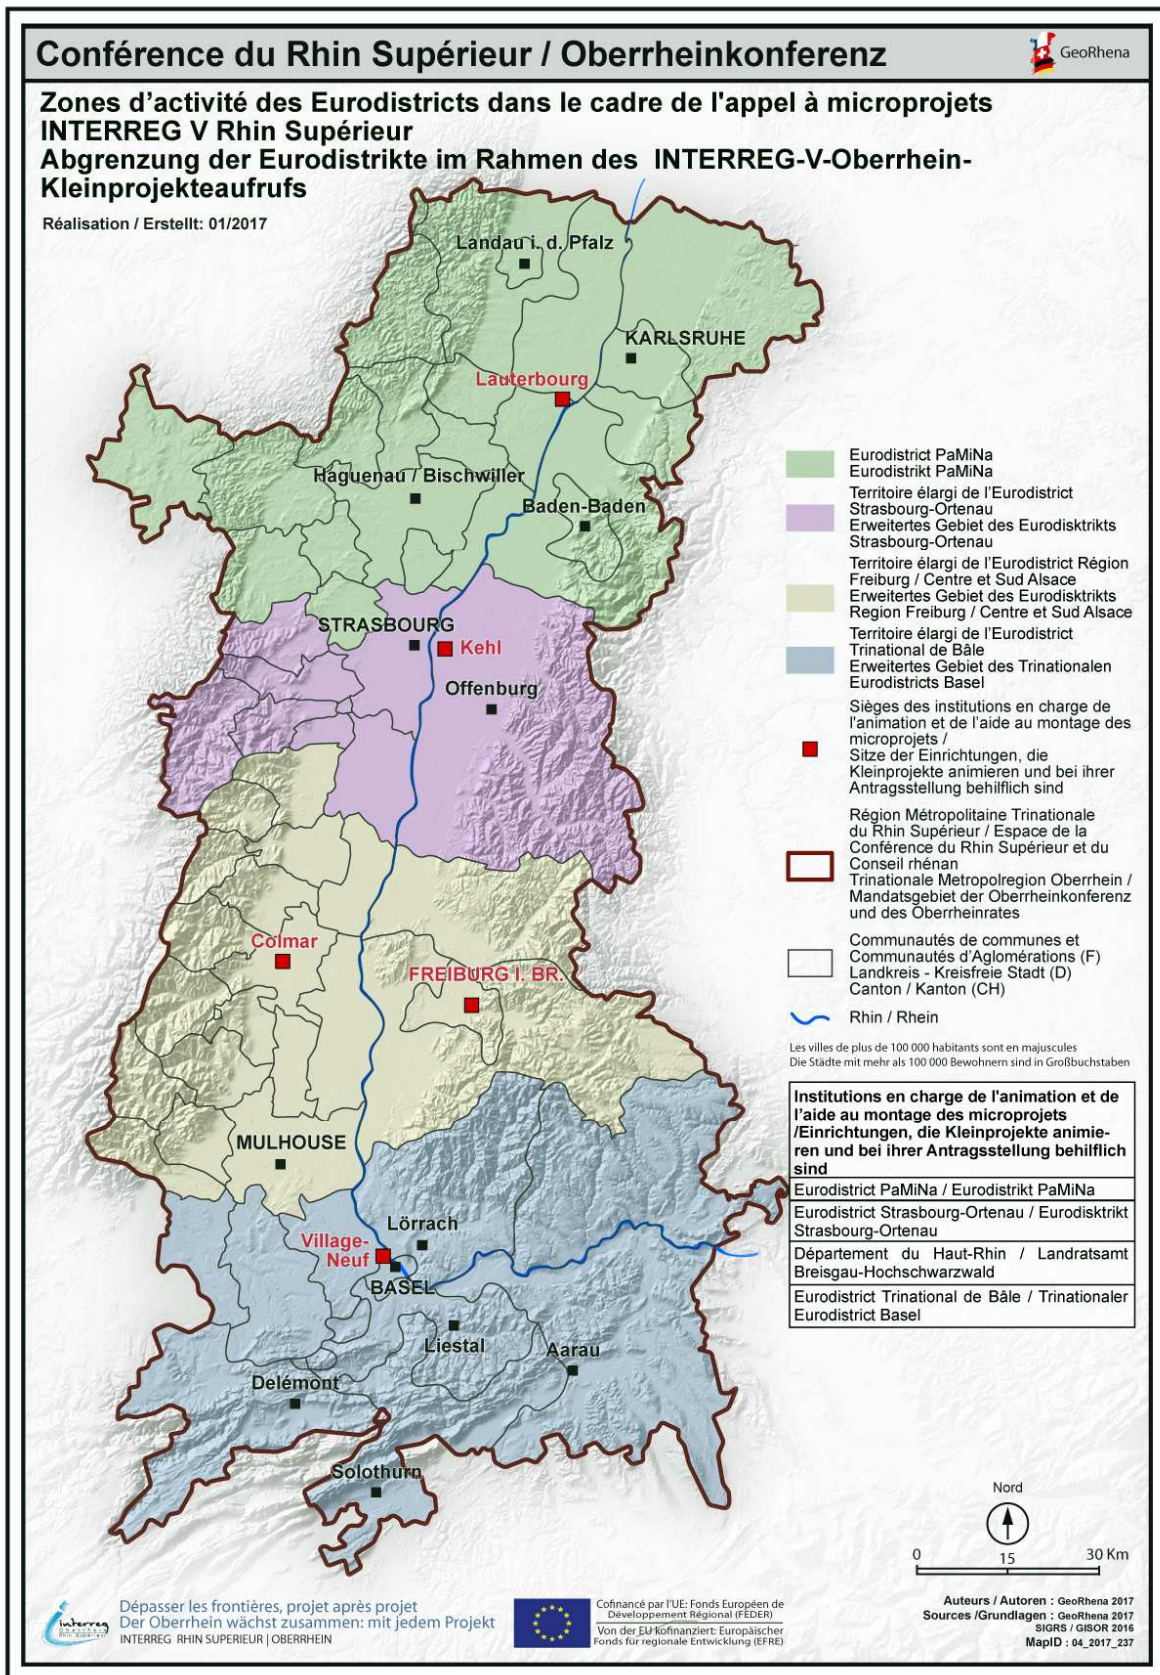 Conférence du Rhin Supérieur / Oberrheinkonferenz
GeoRhena
Zones d’activité des Eurodistricts dans le cadre de l'appel à microprojets
INTERREG V Rhin Supérieur
Abgrenzung der Eurodistrikte im Rahmen des INTERREG-V-Oberrhein-
Kleinprojekteaufrufs
Réalisation / Erstellt: 01/2017
Landau i. d. Pfalz
KARLSRUHE
Lauterbourg
Haguenau / Bischwiller
Baden-Baden
STRASBOURG
Kehl
Offenburg
Colmar
FREIBURG I. BR.
MULHOUSE
Lörrach
Village-
Neuf
BASEL
Liestal
Aarau
Delémont
Solothurn
Eurodistrict PaMiNa
Eurodistrikt PaMiNa
Territoire élargi de l’Eurodistrict
Strasbourg-Ortenau
Erweitertes Gebiet des Eurodisktrikts
Strasbourg-Ortenau
Territoire élargi de l’Eurodistrict Région
Freiburg / Centre et Sud Alsace
Erweitertes Gebiet des Eurodisktrikts
Region Freiburg / Centre et Sud Alsace
Territoire élargi de l’Eurodistrict
Trinational de Bâle
Erweitertes Gebiet des Trinationalen
Eurodistricts Basel
Sièges des institutions en charge de
l'animation et de l’aide au montage des
microprojets /
Sitze der Einrichtungen, die
Kleinprojekte animieren und bei ihrer
Antragsstellung behilflich sind
Région Métropolitaine Trinationale
du Rhin Supérieur / Espace de la
Conférence du Rhin Supérieur et du
Conseil rhénan
Trinationale Metropolregion Oberrhein /
Mandatsgebiet der Oberrheinkonferenz
und des Oberrheinrates
Communautés de communes et
Communautés d’Aglomérations (F)
Landkreis - Kreisfreie Stadt (D)
Canton / Kanton (CH)
Rhin / Rhein
Les villes de plus de 100 000 habitants sont en majuscules
Die Städte mit mehr als 100 000 Bewohnern sind in Großbuchstaben
Institutions en charge de l'animation et de
l’aide au montage des microprojets
/Einrichtungen, die Kleinprojekte animie-
ren und bei ihrer Antragsstellung behilflich
sind
Eurodistrict PaMiNa / Eurodistrikt PaMiNa
Eurodistrict Strasbourg-Ortenau / Eurodisktrikt
Strasbourg-Ortenau
Département du Haut-Rhin / Landratsamt
Breisgau-Hochschwarzwald
Eurodistrict Trinational de Bâle / Trinationaler
Eurodistrict Basel
Nord
0 15 30 Km
interreg
Oberrhein
Rhin Supérieur
Dépasser les frontières, projet après projet
Der Oberrhein wächst zusammen: mit jedem Projekt
INTERREG RHIN SUPERIEUR | OBERRHEIN
Cofinancé par l’UE: Fonds Européen de
Développement Régional (FEDER)
Von der EU kofinanziert: Europäischer
Fonds für regionale Entwicklung (EFRE)
Auteurs / Autoren : GeoRhena 2017
Sources /Grundlagen : GeoRhena 2017
SIGRS / GISOR 2016
MapID : 04_2017_237